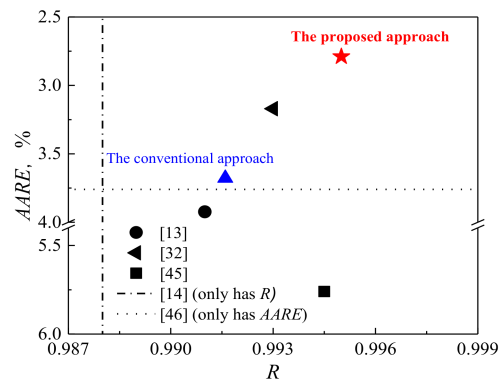 2.5
The proposed approach
3.0
AARE, %
3.5
The conventional approach
4.0
[13]
[32]
5.5
[45]
[14] (only has R)
[46] (only has AARE)
6.0
0.987 0.990 0.993 0.996 0.999
R